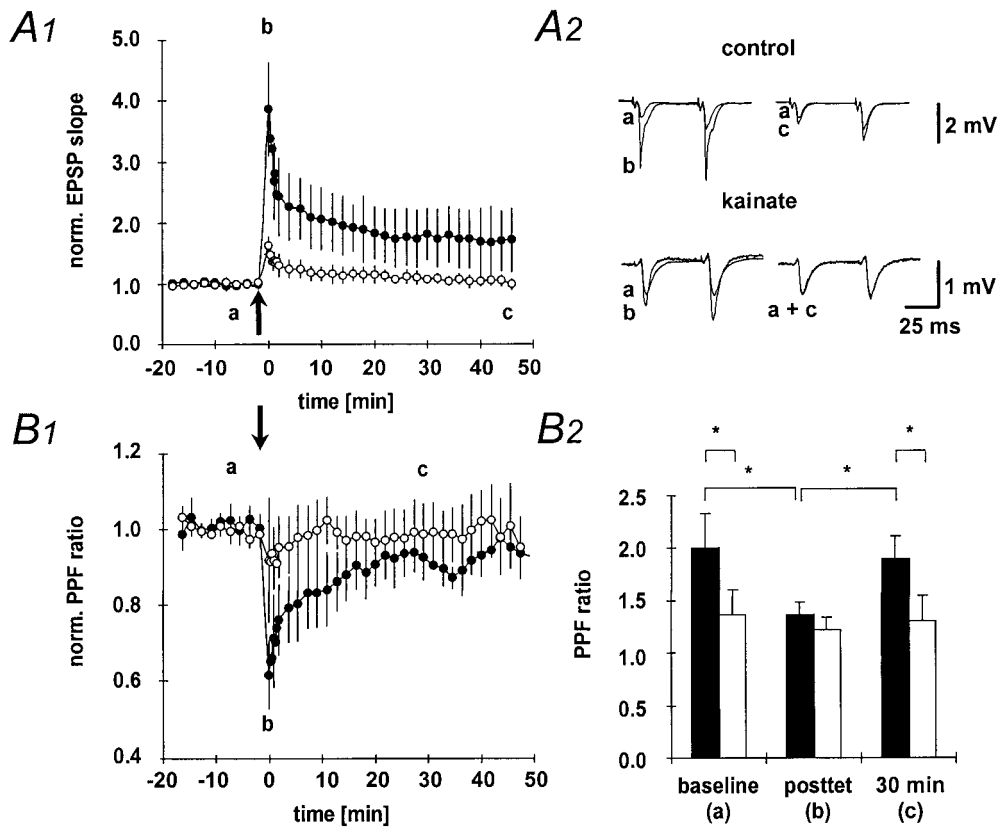 A1
5.0
4.0
3.0
2.0
1.0
0.0
norm. EPSP slope
b
a
c
-20 -10 0 10 20 30 40 50
time [min]
A2
control
a
b
a
c
2 mV
kainate
a
b
a + c
1 mV
25 ms
B1
1.2
1.0
0.8
0.6
0.4
norm. PPF ratio
a
c
b
-20 -10 0 10 20 30 40 50
time [min]
B2
* *
* *
2.5
2.0
1.5
1.0
0.5
0.0
PPF ratio
baseline posttet 30 min
(a) (b) (c)